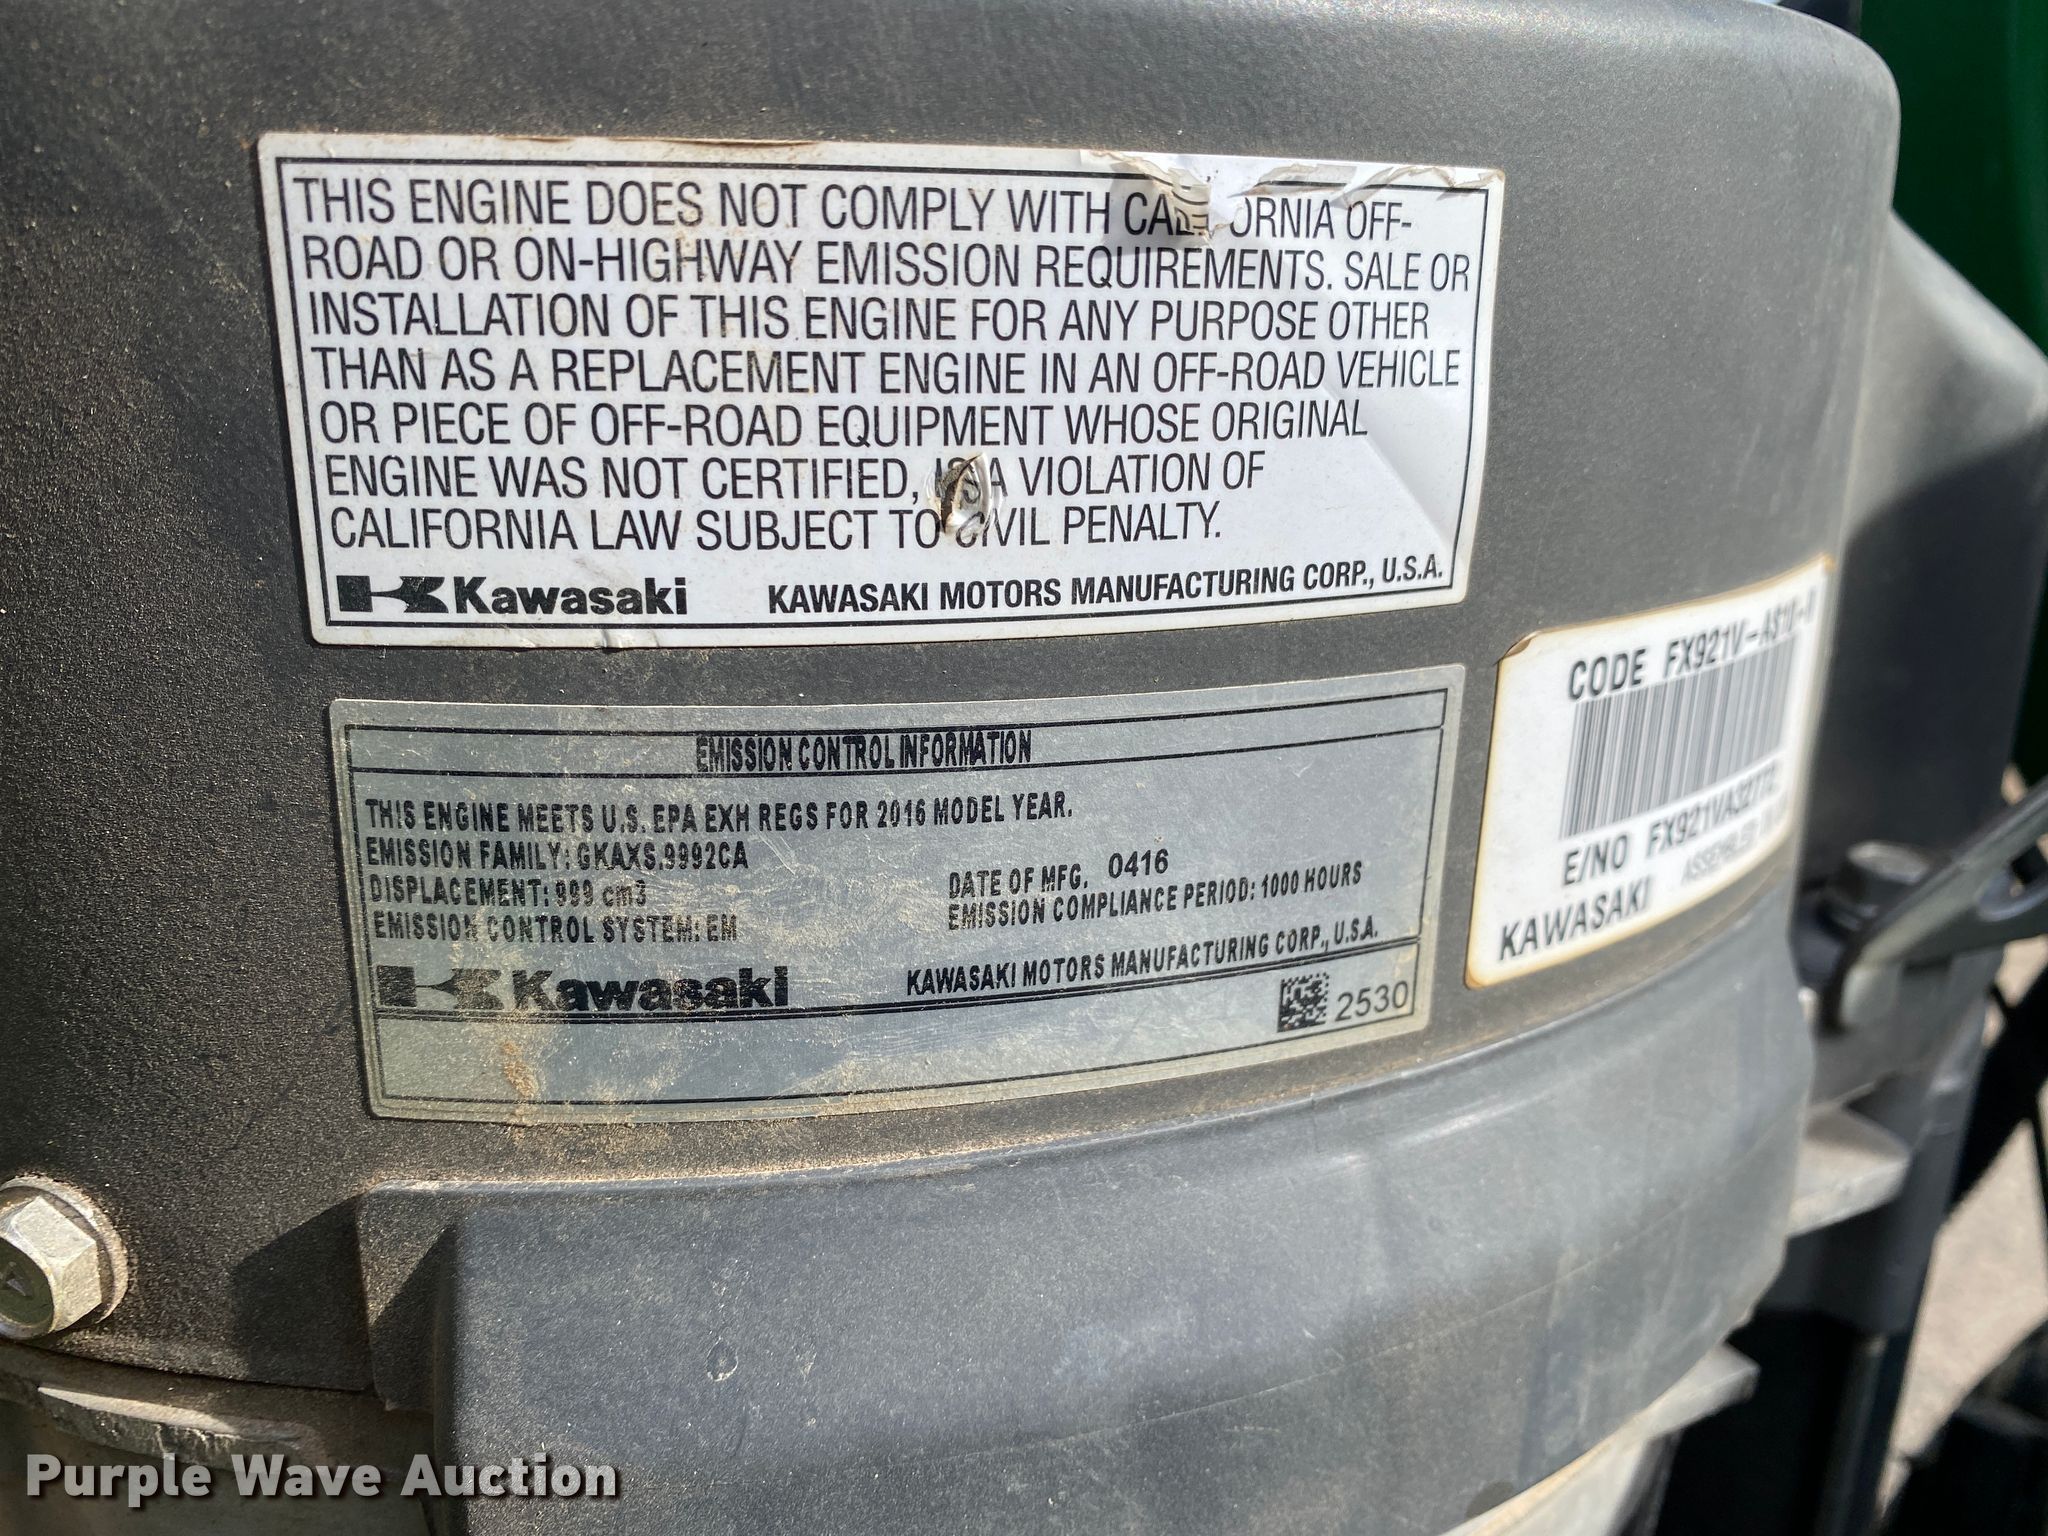 THIS ENGINE DOES NOT COMPLY WITH CALIFORNIA OFF-
ROAD OR ON-HIGHWAY EMISSION REQUIREMENTS. SALE OR
INSTALLATION OF THIS ENGINE FOR ANY PURPOSE OTHER
THAN AS A REPLACEMENT ENGINE IN AN OFF-ROAD VEHICLE
OR PIECE OF OFF-ROAD EQUIPMENT WHOSE ORIGINAL
ENGINE WAS NOT CERTIFIED, IS A VIOLATION OF
CALIFORNIA LAW SUBJECT TO CIVIL PENALTY.
Kawasaki KAWASAKI MOTORS MANUFACTURING CORP., U.S.A.
EMISSION CONTROL INFORMATION
THIS ENGINE MEETS U.S. EPA EXH REGS FOR 2016 MODEL YEAR.
EMISSION FAMILY: GKAXS.9992CA
DISPLACEMENT: 999 cm3
DATE OF MFG. 0416
EMISSION CONTROL SYSTEM: EM
EMISSION COMPLIANCE PERIOD: 1000 HOURS
Kawasaki KAWASAKI MOTORS MANUFACTURING CORP., U.S.A.
2530
CODE
E/NO
KAWASAKI
Purple Wave Auction